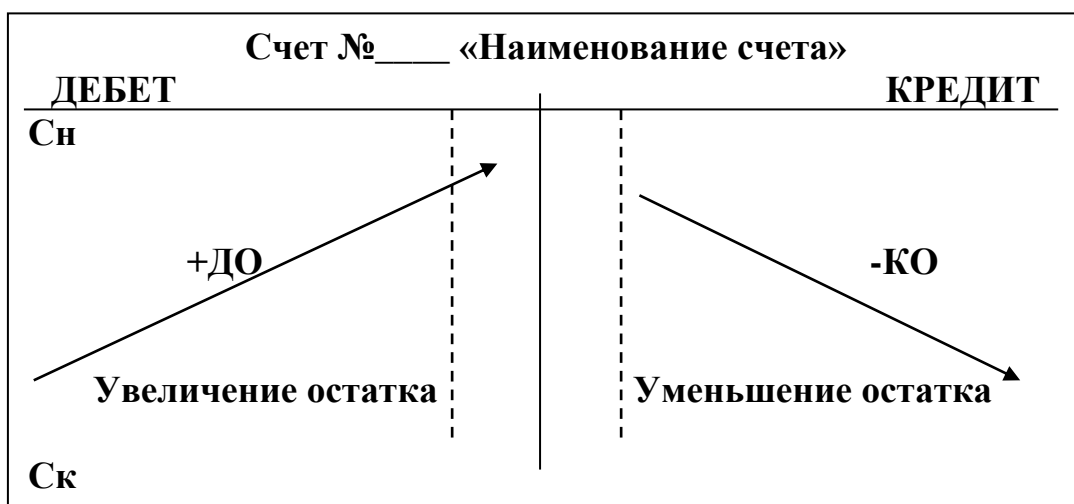 Счет №____ «Наименование счета»
ДЕБЕТ КРЕДИТ
Сн
+ДО -КО
Увеличение остатка Уменьшение остатка
Ск